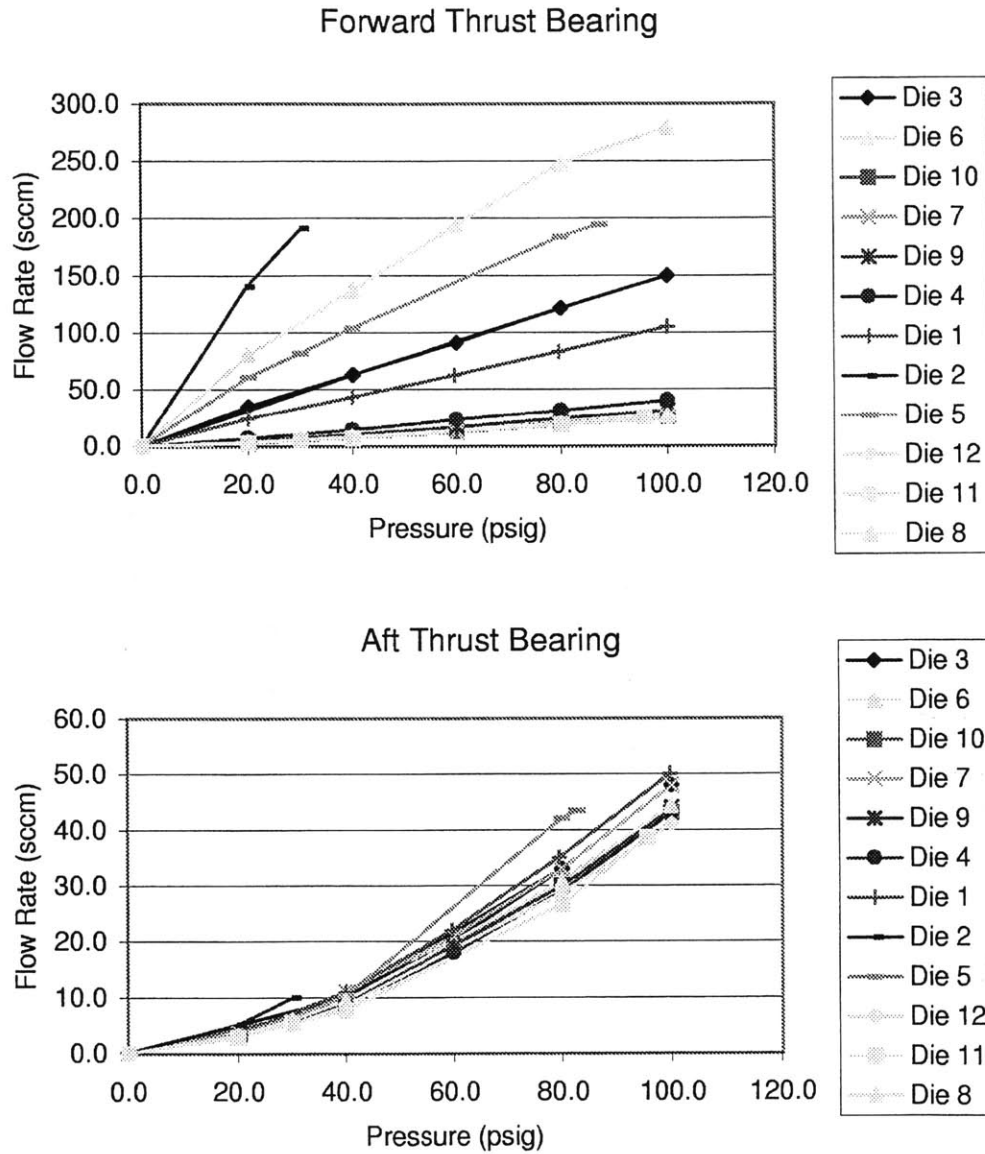 Forward Thrust Bearing
300.0
250.0
200.0
150.0
100.0
50.0
0.0
Flow Rate (sccm)
0.0 20.0 40.0 60.0 80.0 100.0 120.0
Pressure (psig)
Die 3
Die 6
Die 10
Die 7
Die 9
Die 4
Die 1
Die 2
Die 5
Die 12
Die 11
Die 8
Aft Thrust Bearing
60.0
50.0
40.0
30.0
20.0
10.0
0.0
Flow Rate (sccm)
0.0 20.0 40.0 60.0 80.0 100.0 120.0
Pressure (psig)
Die 3
Die 6
Die 10
Die 7
Die 9
Die 4
Die 1
Die 2
Die 5
Die 12
Die 11
Die 8